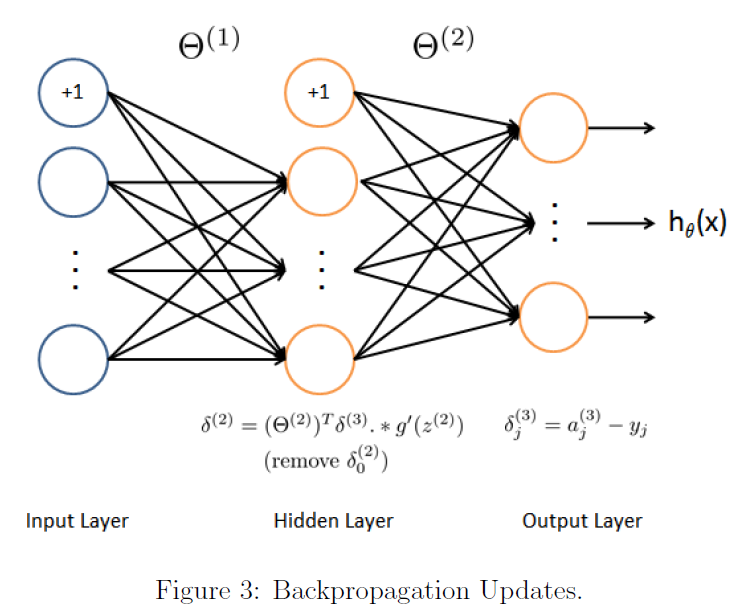 Θ^(1) Θ^(2)
+1 +1
h_θ(x)
δ^(2) = (Θ^(2))^T δ^(3). * g′(z^(2)) δ_j^(3) = a_j^(3) − y_j
(remove δ_0^(2))
Input Layer Hidden Layer Output Layer
Figure 3: Backpropagation Updates.